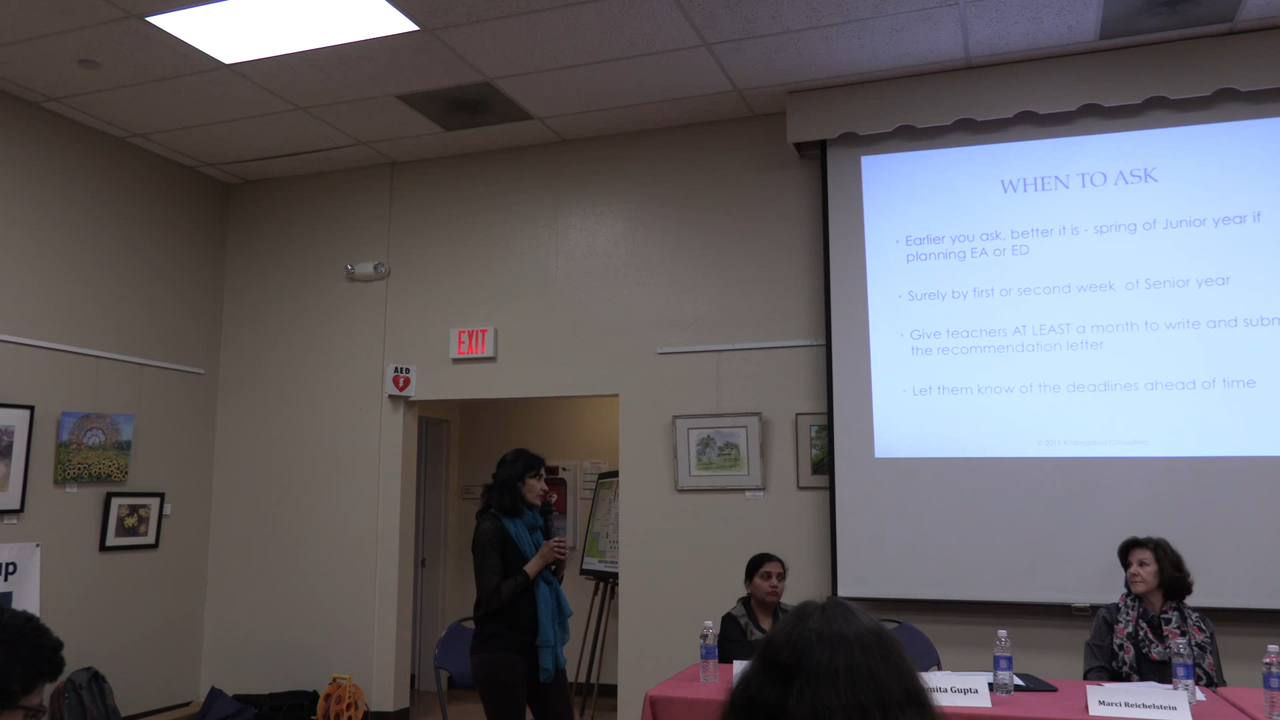 WHEN TO ASK
• Earlier you ask, better it is - spring of Junior year if
planning EA or ED
• Surely by first or second week of Senior year
• Give teachers AT LEAST a month to write and subm
the recommendation letter
• Let them know of the deadlines ahead of time
EXIT
AED
up
mita Gupta
Marci Reichelstein